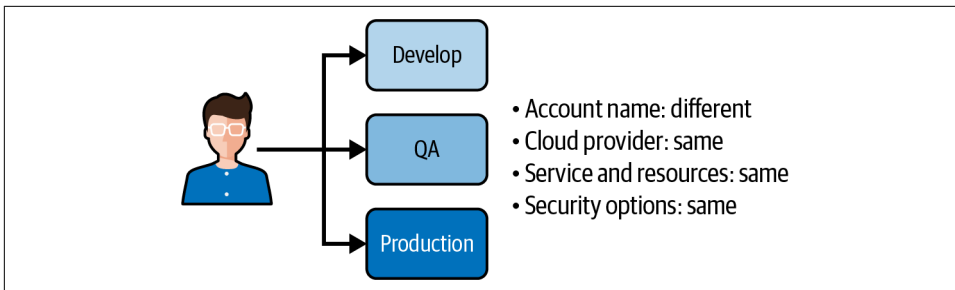 Develop
QA
Production
• Account name: different
• Cloud provider: same
• Service and resources: same
• Security options: same